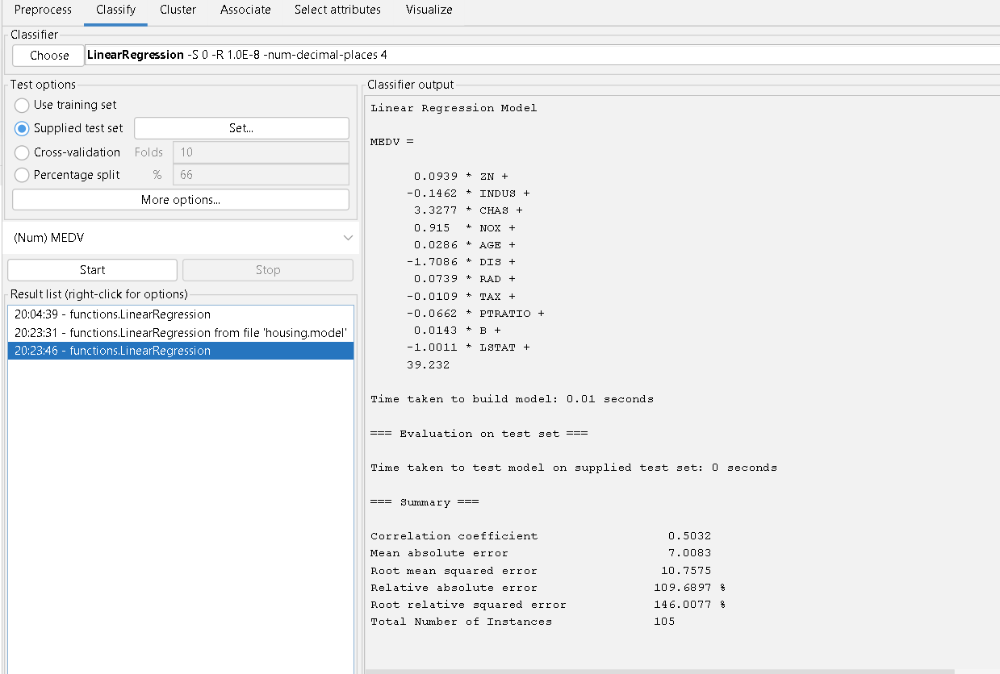 Preprocess Classify Cluster Associate Select attributes Visualize
Classifier
Choose LinearRegression -S 0 -R 1.0E-8 -num-decimal-places 4
Test options
Use training set
Supplied test set Set...
Cross-validation Folds 10
Percentage split % 66
More options...
(Num) MEDV
Start Stop
Result list (right-click for options)
20:04:39 - functions.LinearRegression
20:23:31 - functions.LinearRegression from file 'housing.model'
20:23:46 - functions.LinearRegression
Classifier output
Linear Regression Model
MEDV =
0.0939 * ZN +
-0.1462 * INDUS +
3.3277 * CHAS +
0.915 * NOX +
0.0286 * AGE +
-1.7086 * DIS +
0.0739 * RAD +
-0.0109 * TAX +
-0.0662 * PTRATIO +
0.0143 * B +
-1.0011 * LSTAT +
39.232
Time taken to build model: 0.01 seconds
=== Evaluation on test set ===
Time taken to test model on supplied test set: 0 seconds
=== Summary ===
Correlation coefficient 0.5032
Mean absolute error 7.0083
Root mean squared error 10.7575
Relative absolute error 109.6897 %
Root relative squared error 146.0077 %
Total Number of Instances 105